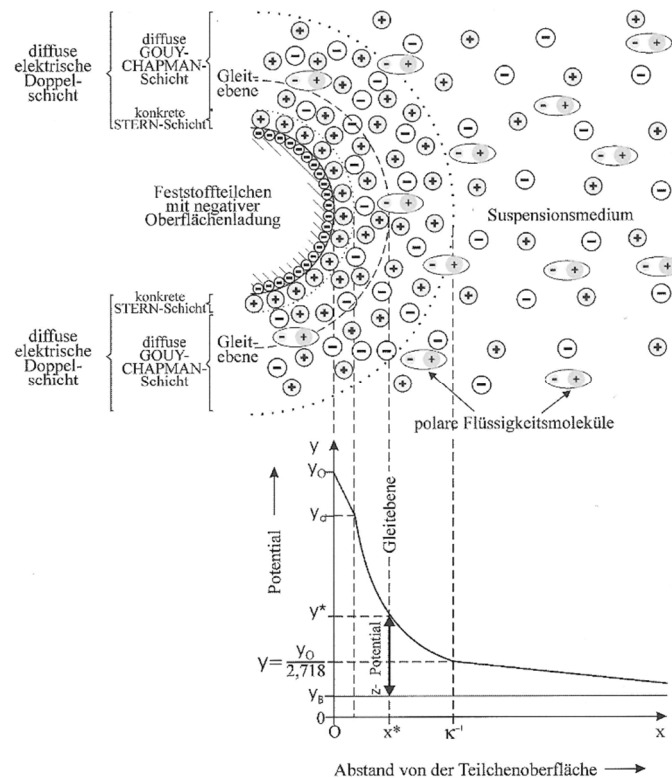 diffuse
elektrische
Doppel-
schicht
diffuse
GOUY-
CHAPMAN-
Schicht
konkrete
STERN-Schicht
Gleit-
ebene
Feststoffteilchen
mit negativer
Oberflächenladung
Suspensionsmedium
konkrete
STERN-Schicht
diffuse
elektrische
Doppel-
schicht
diffuse
GOUY-
CHAPMAN-
Schicht
Gleit-
ebene
polare Flüssigkeitsmoleküle
y
yO
yσ
Potential
Gleitebene
y*
z- Potential
y= yO/2,718
yB
0
O
x*
κ⁻¹
x
Abstand von der Teilchenoberfläche